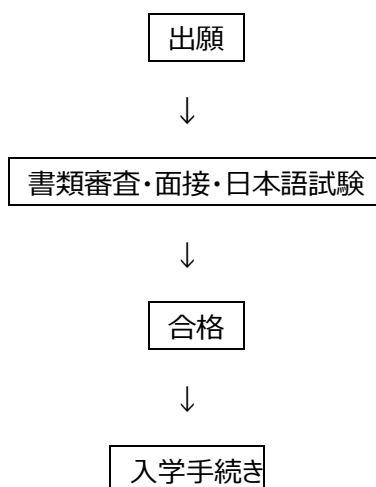 出願
↓
書類審査・面接・日本語試験
↓
合格
↓
入学手続き